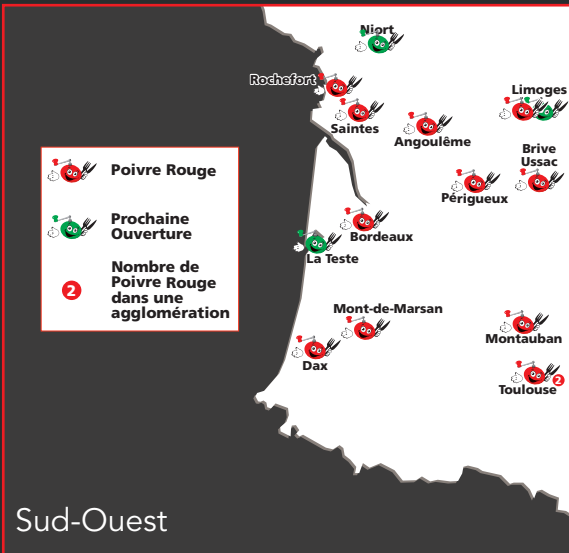 Niort
Rochefort
Saintes
Angoulême
Limoges
Brive
Ussac
Périgueux
Poivre Rouge
Prochaine
Ouverture
2
Nombre de
Poivre Rouge
dans une
agglomération
Bordeaux
La Teste
Mont-de-Marsan
Dax
Montauban
Toulouse 2
Sud-Ouest